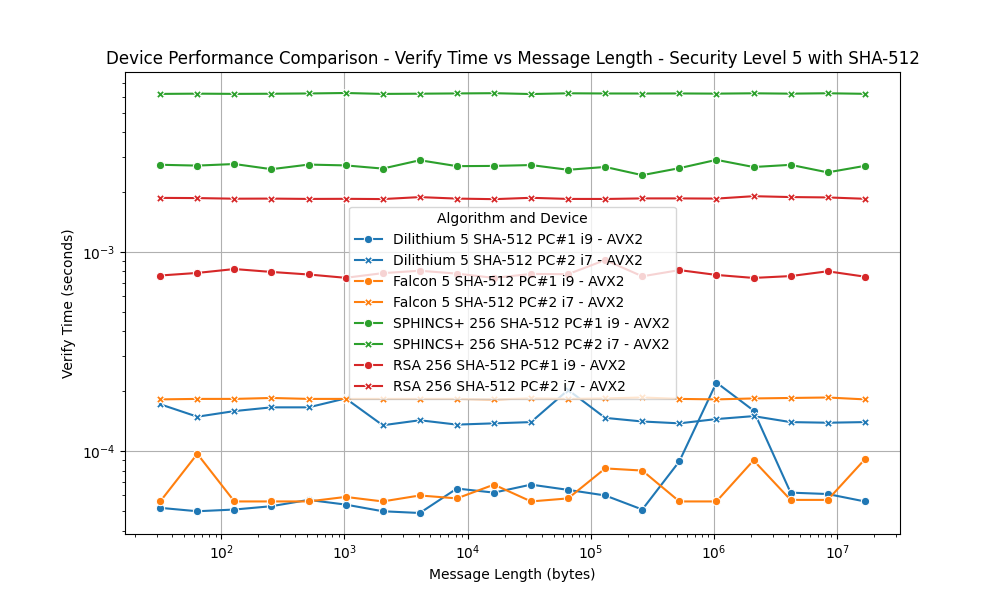 Device Performance Comparison - Verify Time vs Message Length - Security Level 5 with SHA-512
Verify Time (seconds)
10⁻³
10⁻⁴
Algorithm and Device
Dilithium 5 SHA-512 PC#1 i9 - AVX2
Dilithium 5 SHA-512 PC#2 i7 - AVX2
Falcon 5 SHA-512 PC#1 i9 - AVX2
Falcon 5 SHA-512 PC#2 i7 - AVX2
SPHINCS+ 256 SHA-512 PC#1 i9 - AVX2
SPHINCS+ 256 SHA-512 PC#2 i7 - AVX2
RSA 256 SHA-512 PC#1 i9 - AVX2
RSA 256 SHA-512 PC#2 i7 - AVX2
10² 10³ 10⁴ 10⁵ 10⁶ 10⁷
Message Length (bytes)